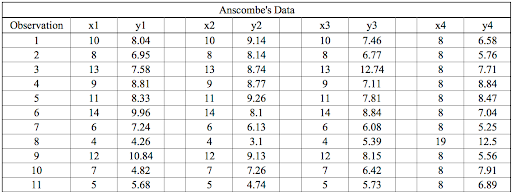 Anscombe's Data
Observation x1 y1 x2 y2 x3 y3 x4 y4
1 10 8.04 10 9.14 10 7.46 8 6.58
2 8 6.95 8 8.14 8 6.77 8 5.76
3 13 7.58 13 8.74 13 12.74 8 7.71
4 9 8.81 9 8.77 9 7.11 8 8.84
5 11 8.33 11 9.26 11 7.81 8 8.47
6 14 9.96 14 8.1 14 8.84 8 7.04
7 6 7.24 6 6.13 6 6.08 8 5.25
8 4 4.26 4 3.1 4 5.39 19 12.5
9 12 10.84 12 9.13 12 8.15 8 5.56
10 7 4.82 7 7.26 7 6.42 8 7.91
11 5 5.68 5 4.74 5 5.73 8 6.89